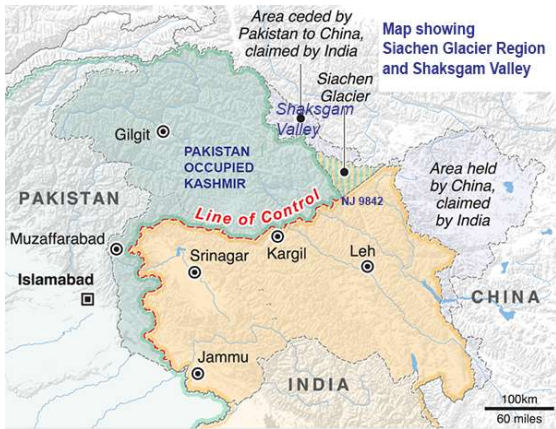 Area ceded by
Pakistan to China,
claimed by India
Map showing
Siachen Glacier Region
and Shaksgam Valley
Siachen
Glacier
Shaksgam
Valley
Gilgit
PAKISTAN
OCCUPIED
KASHMIR
Area held
by China,
claimed
by India
PAKISTAN
Line of Control
NJ 9842
Muzaffarabad
Srinagar
Kargil
Leh
Islamabad
CHINA
Jammu
INDIA
100km
60 miles